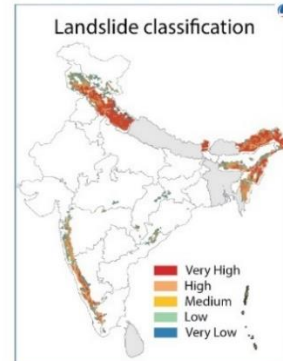 Landslide classification
Very High
High
Medium
Low
Very Low